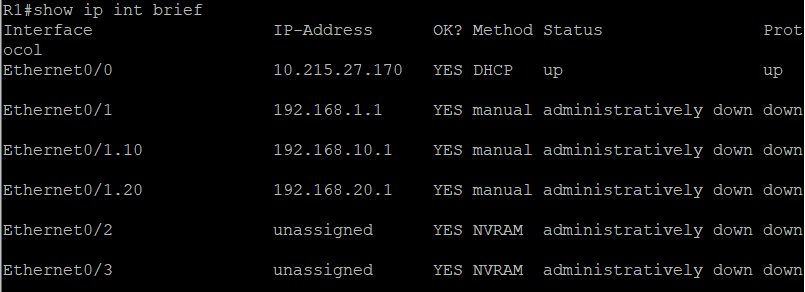 R1#show ip int brief
Interface                  IP-Address      OK? Method Status                Prot
ocol
Ethernet0/0                10.215.27.170   YES DHCP   up                    up
Ethernet0/1                192.168.1.1     YES manual administratively down down
Ethernet0/1.10             192.168.10.1    YES manual administratively down down
Ethernet0/1.20             192.168.20.1    YES manual administratively down down
Ethernet0/2                unassigned      YES NVRAM  administratively down down
Ethernet0/3                unassigned      YES NVRAM  administratively down down